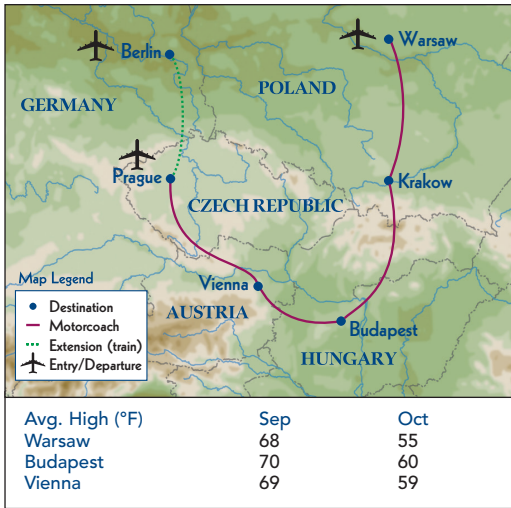 Berlin
Warsaw
POLAND
GERMANY
Prague
Krakow
CZECH REPUBLIC
Map Legend
Vienna
Destination
AUSTRIA
Motorcoach
Budapest
Extension (train)
HUNGARY
Entry/Departure
Avg. High (°F) Sep Oct
Warsaw 68 55
Budapest 70 60
Vienna 69 59